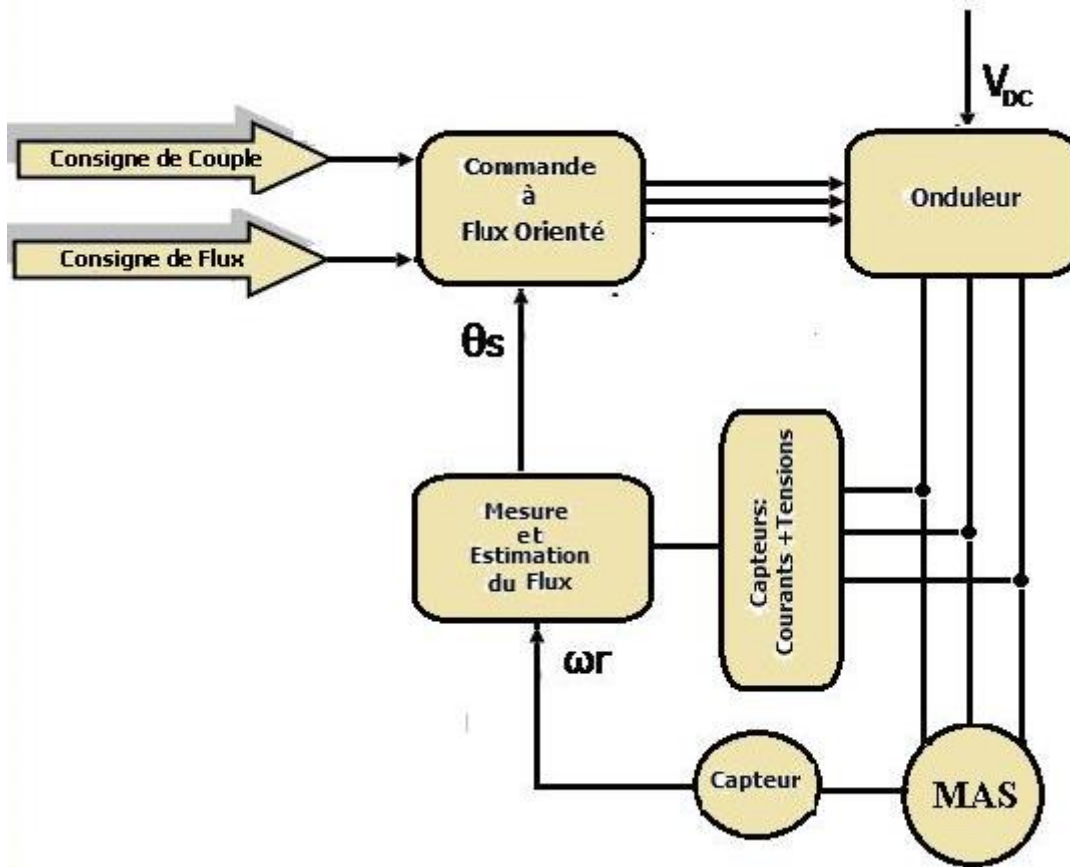 V_DC
Consigne de Couple
Commande
à
Flux Orienté
Onduleur
Consigne de Flux
θs
Capteurs:
Courants +Tensions
Mesure
et
Estimation
du Flux
ωr
Capteur
MAS